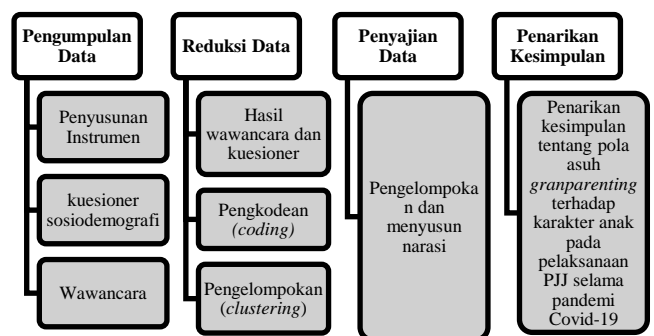 Pengumpulan
Data
Penyusunan
Instrumen
kuesioner
sosiodemografi
Wawancara
Reduksi Data
Hasil
wawancara dan
kuesioner
Pengkodean
(coding)
Pengelompokan
(clustering)
Penyajian
Data
Pengelompoka
n dan
menyusun
narasi
Penarikan
Kesimpulan
Penarikan
kesimpulan
tentang pola
asuh
granparenting
terhadap
karakter anak
pada
pelaksanaan
PJJ selama
pandemi
Covid-19